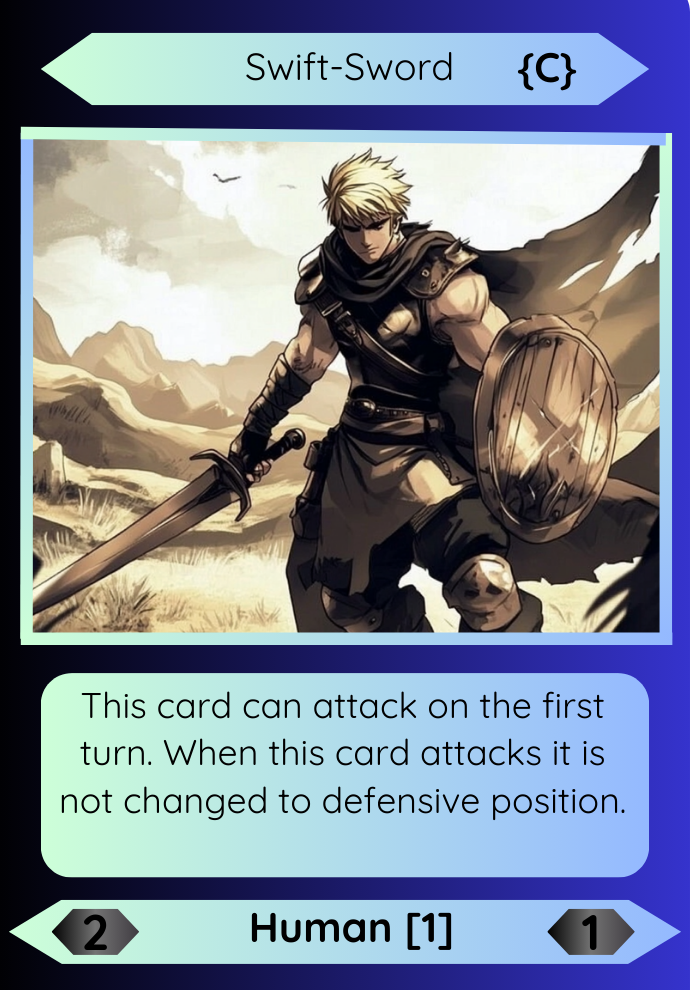 Swift-Sword {C}
This card can attack on the first
turn. When this card attacks it is
not changed to defensive position.
2 Human [1] 1